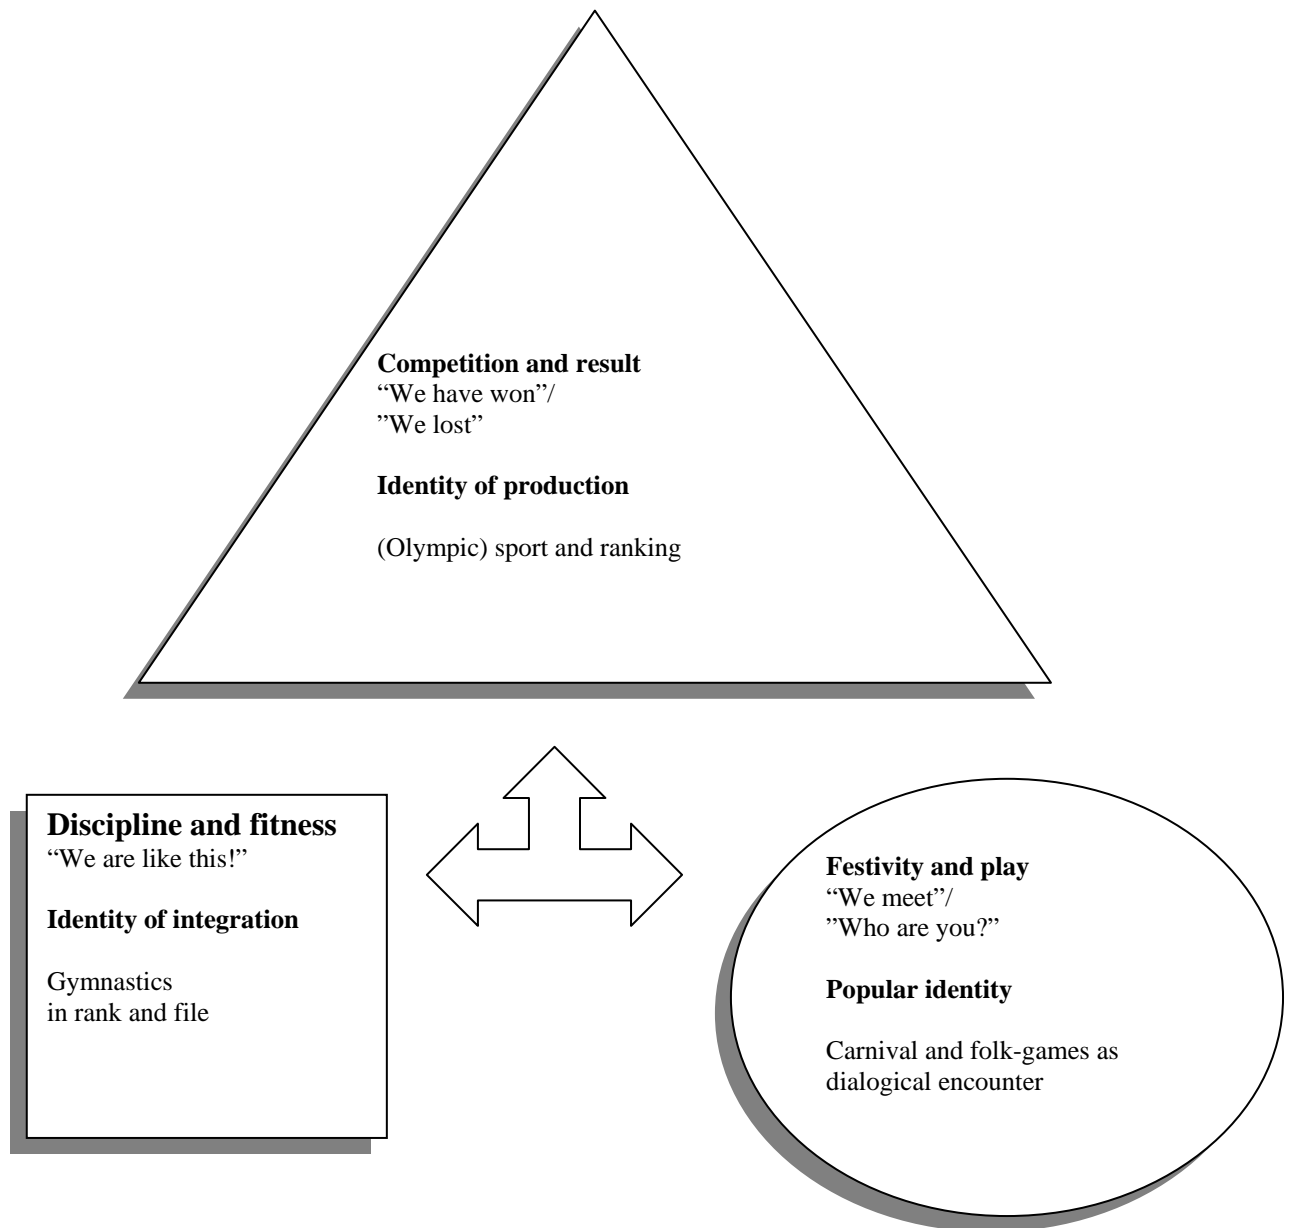 Competition and result
“We have won”/
”We lost”
Identity of production
(Olympic) sport and ranking
Discipline and fitness
“We are like this!”
Identity of integration
Gymnastics
in rank and file
Festivity and play
“We meet”/
”Who are you?”
Popular identity
Carnival and folk-games as
dialogical encounter